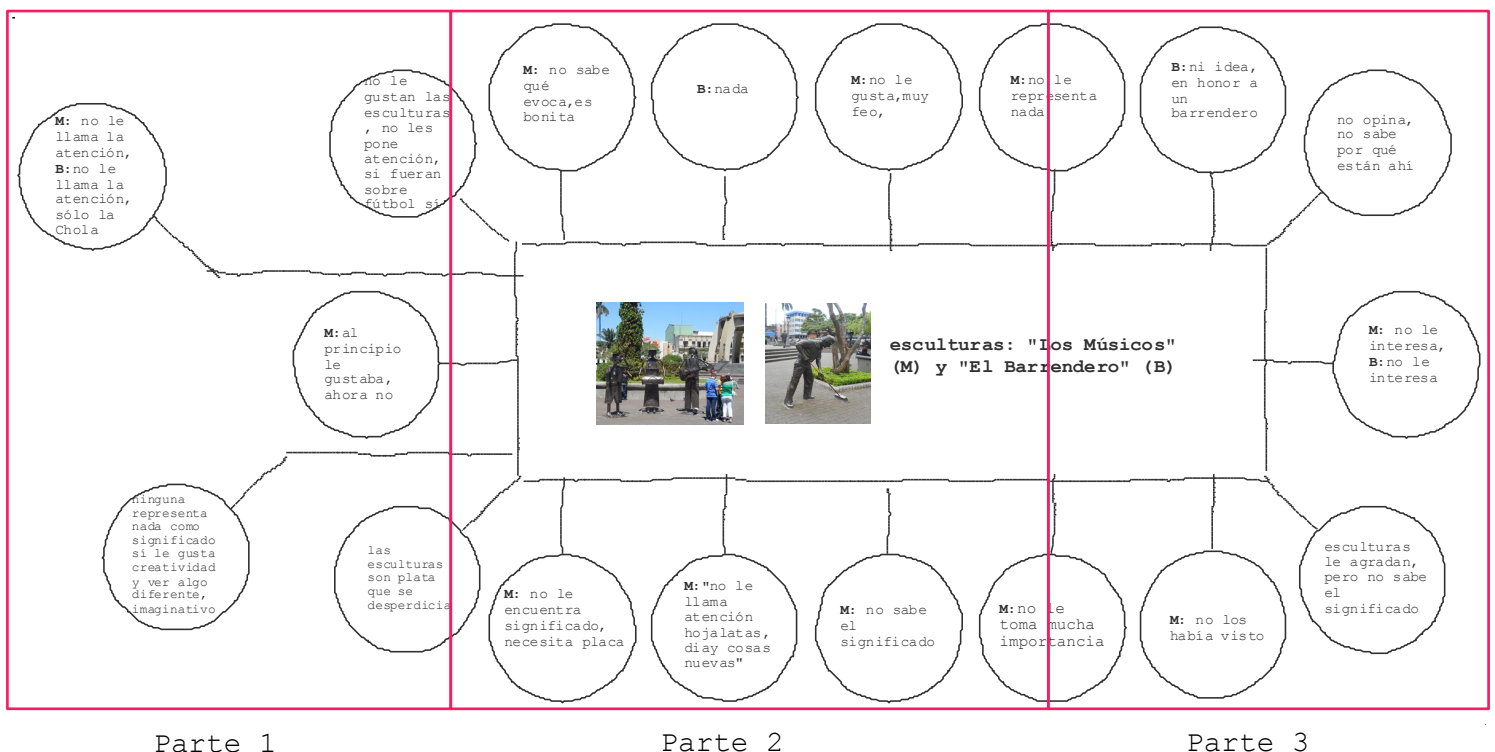 M: no le
llama la
atención,
B:no le
llama la
atención,
sólo la
Chola
no le
gustan las
esculturas
, no les
pone
atención,
si fueran
sobre
fútbol sí
M: no sabe
qué
evoca,es
bonita
B:nada
M:no le
gusta,muy
feo,
M:no le
representa
nada
B:ni idea,
en honor a
un
barrendero
no opina,
no sabe
por qué
están ahí
M:al
principio
le
gustaba,
ahora no
esculturas: "Los Músicos"
(M) y "El Barrendero" (B)
M: no le
interesa,
B:no le
interesa
ninguna
representa
nada como
significado
sí le gusta
creatividad
y ver algo
diferente,
imaginativo
las
esculturas
son plata
que se
desperdicia
M: no le
encuentra
significado,
necesita placa
M:"no le
llama
atención
hojalatas,
diay cosas
nuevas"
M: no sabe
el
significado
M:no le
toma mucha
importancia
M: no los
había visto
esculturas
le agradan,
pero no sabe
el
significado
Parte 1
Parte 2
Parte 3